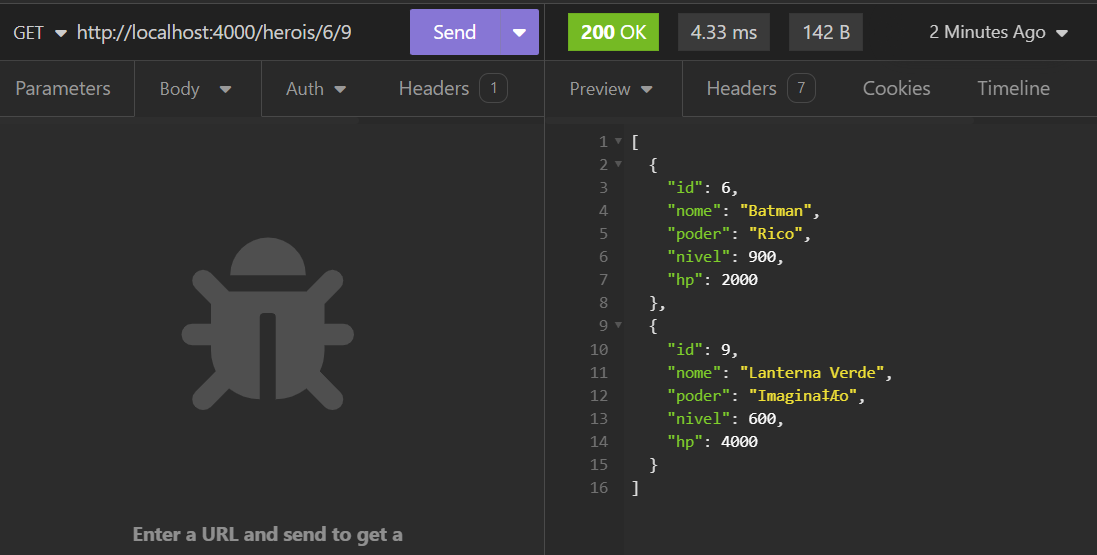 GET http://localhost:4000/herois/6/9 Send 200 OK 4.33 ms 142 B 2 Minutes Ago
Parameters Body Auth Headers 1 Preview Headers 7 Cookies Timeline
1 [
2 {
3 "id": 6,
4 "nome": "Batman",
5 "poder": "Rico",
6 "nivel": 900,
7 "hp": 2000
8 },
9 {
10 "id": 9,
11 "nome": "Lanterna Verde",
12 "poder": "Imagina‡Æo",
13 "nivel": 600,
14 "hp": 4000
15 }
16 ]
Enter a URL and send to get a